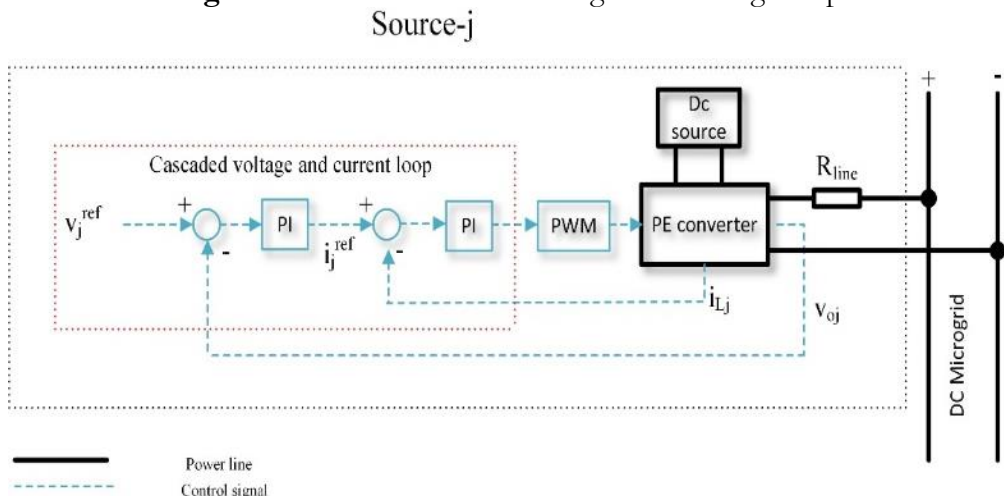 Source-j
+ -
Dc
source
Cascaded voltage and current loop
R_line
v_j^ref
+
-
PI
i_j^ref
+
-
PI
PWM
PE converter
i_Lj
v_oj
DC Microgrid
Power line
Control signal